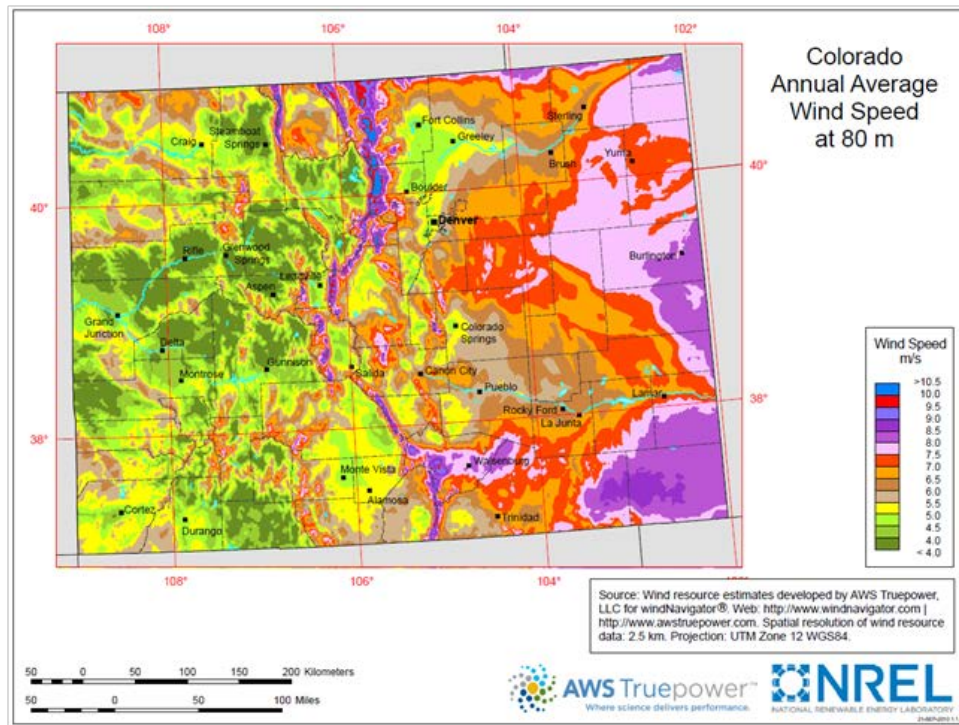 108°
106°
104°
102°
Colorado
Annual Average
Wind Speed
at 80 m
Fort Collins
Sterling
Steamboat
Springs
Craig
Greeley
Brush
Yuma
40°
Boulder
40°
Denver
Rifle
Glenwood
Springs
Burlington
Leadville
Aspen
Grand
Junction
Colorado
Springs
Delta
Gunnison
Salida
Canon City
Montrose
Pueblo
Lamar
38°
Rocky Ford
La Junta
38°
Walsenburg
Monte Vista
Alamosa
Cortez
Trinidad
Durango
108°
106°
104°
Wind Speed
m/s
>10.5
10.0
9.5
9.0
8.5
8.0
7.5
7.0
6.5
6.0
5.5
5.0
4.5
< 4.0
Source: Wind resource estimates developed by AWS Truepower,
LLC for windNavigator®. Web: http://www.windnavigator.com |
http://www.awstruepower.com. Spatial resolution of wind resource
data: 2.5 km. Projection: UTM Zone 12 WGS84.
50 0 50 100 150 200 Kilometers
50 0 50 100 Miles
AWS Truepower™
Where science delivers performance.
NREL
NATIONAL RENEWABLE ENERGY LABORATORY